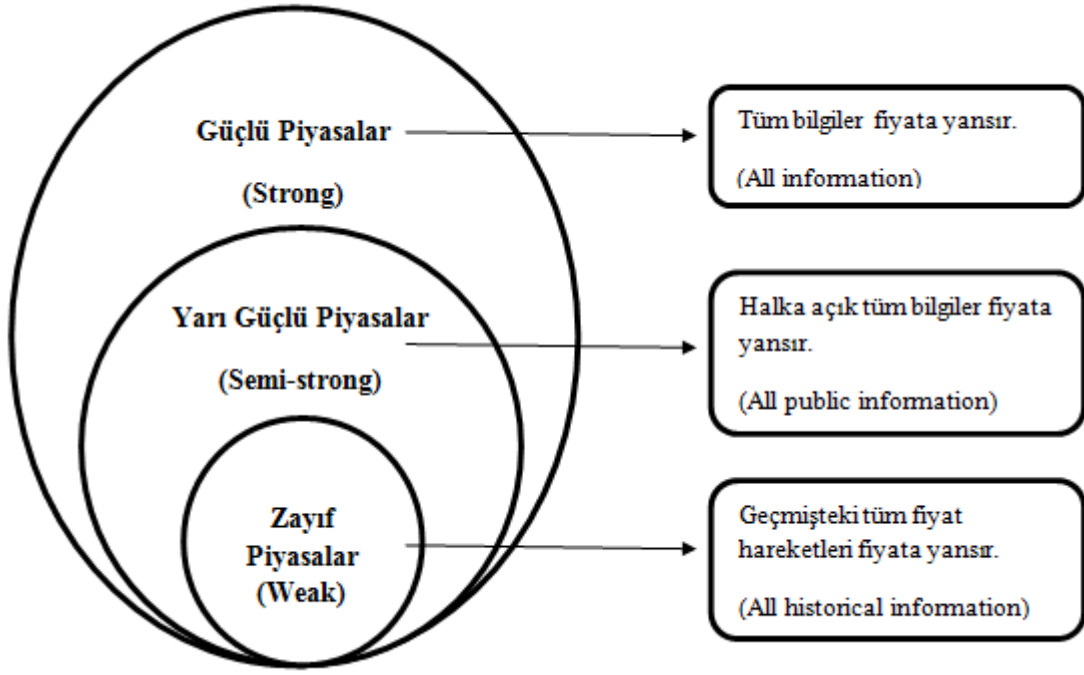 Güçlü Piyasalar
(Strong)
Tüm bilgiler fiyata yansır.
(All information)
Yarı Güçlü Piyasalar
(Semi-strong)
Halka açık tüm bilgiler fiyata
yansır.
(All public information)
Zayıf
Piyasalar
(Weak)
Geçmişteki tüm fiyat
hareketleri fiyata yansır.
(All historical information)